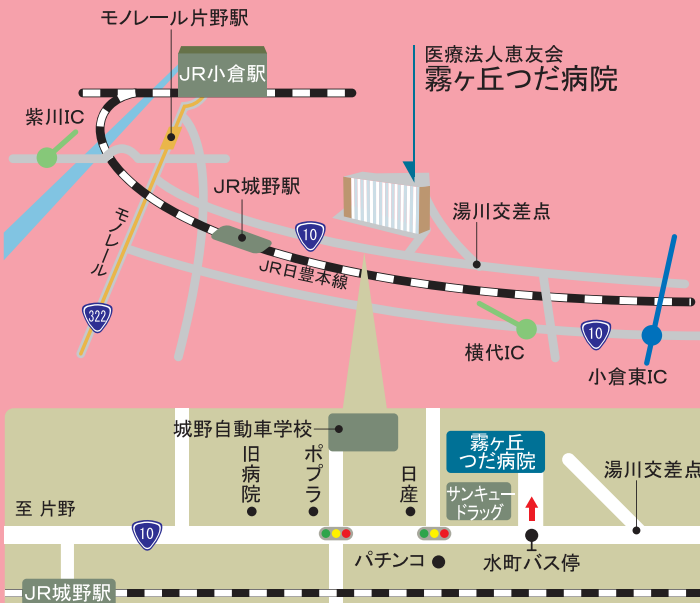 モノレール片野駅
JR小倉駅
医療法人恵友会
霧ヶ丘つだ病院
紫川IC
JR城野駅
湯川交差点
モノレール
10
JR日豊本線
322
横代IC
10
小倉東IC
城野自動車学校
旧病院
ポプラ
日産
霧ヶ丘
つだ病院
サンキュー
ドラッグ
湯川交差点
至 片野
10
パチンコ
水町バス停
JR城野駅